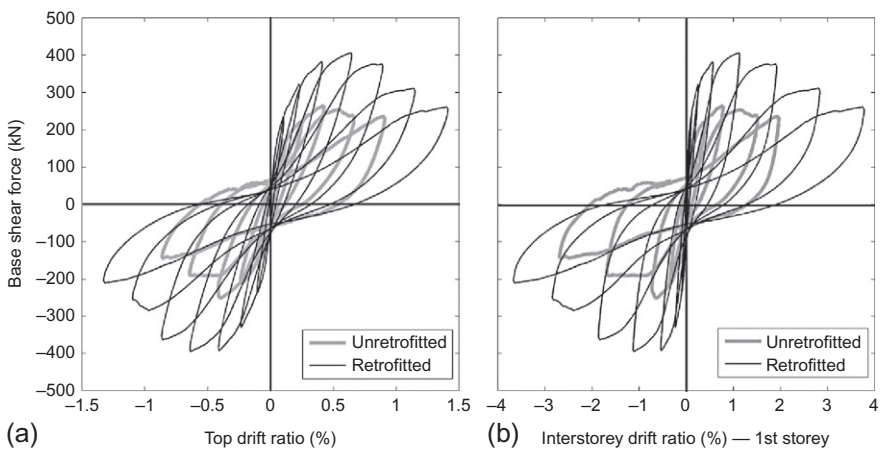 500
400
300
200
100
0
–100
–200
–300
–400
–500
Base shear force (kN)
Unretrofitted
Retrofitted
–1.5 –1 –0.5 0 0.5 1 1.5
(a) Top drift ratio (%)
Unretrofitted
Retrofitted
–4 –3 –2 –1 0 1 2 3 4
(b) Interstorey drift ratio (%) — 1st storey